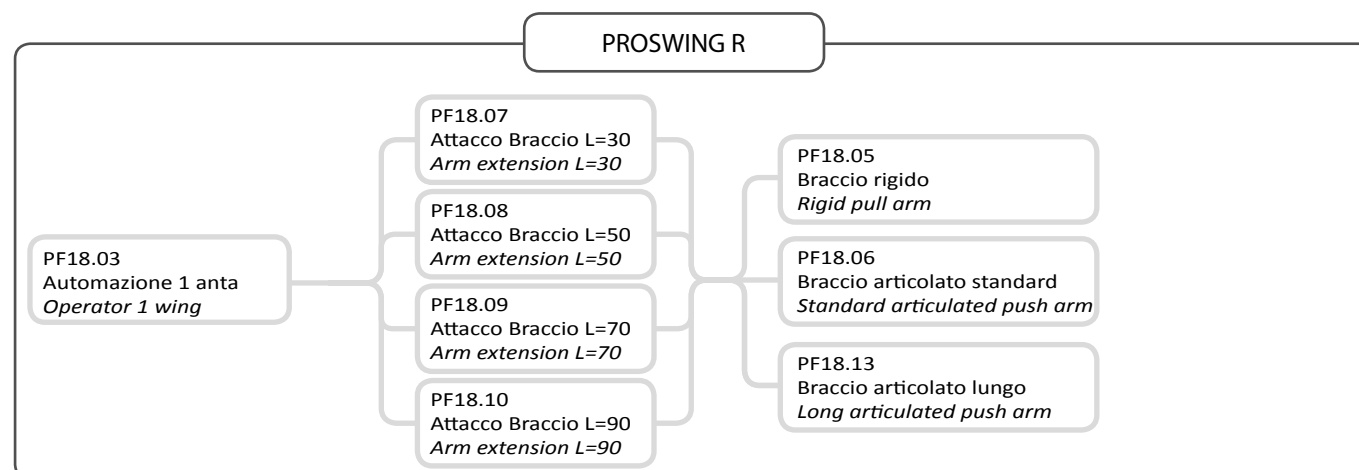 PROSWING R
PF18.03
Automazione 1 anta
Operator 1 wing
PF18.07
Attacco Braccio L=30
Arm extension L=30
PF18.08
Attacco Braccio L=50
Arm extension L=50
PF18.09
Attacco Braccio L=70
Arm extension L=70
PF18.10
Attacco Braccio L=90
Arm extension L=90
PF18.05
Braccio rigido
Rigid pull arm
PF18.06
Braccio articolato standard
Standard articulated push arm
PF18.13
Braccio articolato lungo
Long articulated push arm